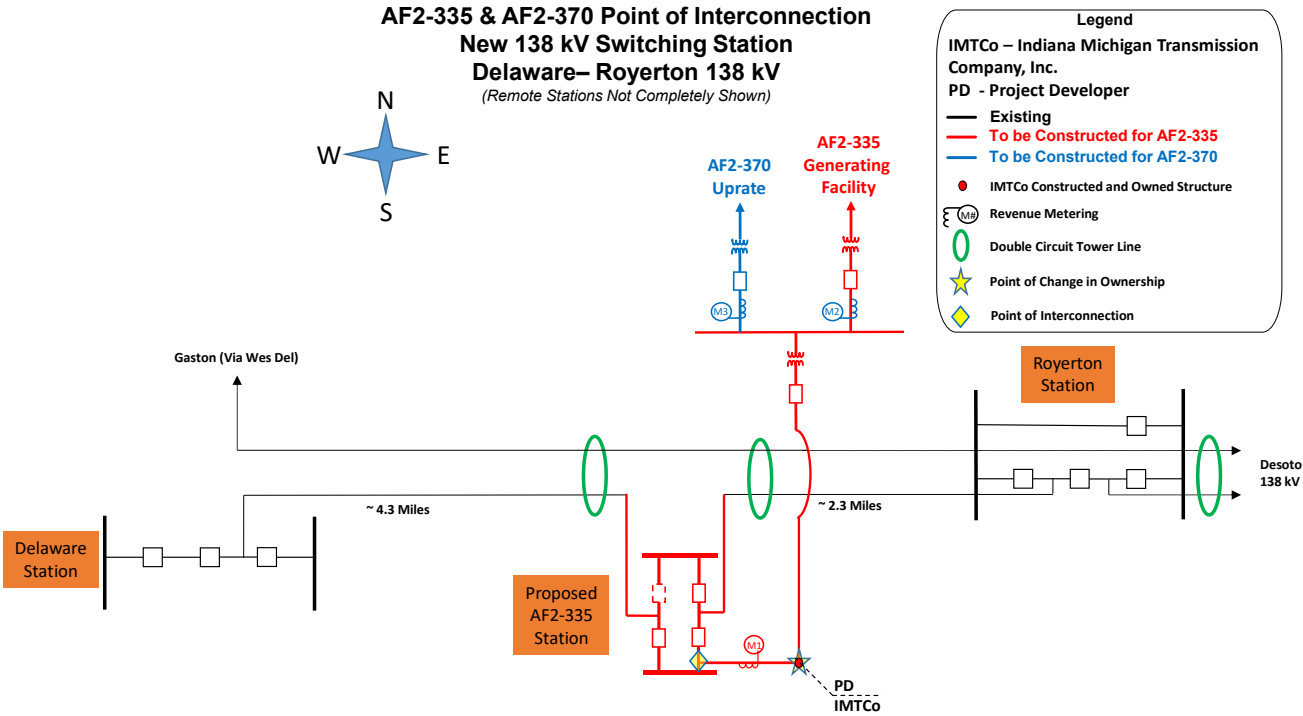 AF2-335 & AF2-370 Point of Interconnection
New 138 kV Switching Station
Delaware– Royerton 138 kV
(Remote Stations Not Completely Shown)
Legend
IMTCo – Indiana Michigan Transmission
Company, Inc.
PD - Project Developer
Existing
To be Constructed for AF2-335
To be Constructed for AF2-370
IMTCo Constructed and Owned Structure
M#
Revenue Metering
Double Circuit Tower Line
Point of Change in Ownership
Point of Interconnection
N
W
E
S
AF2-370
Uprate
AF2-335
Generating
Facility
M3
M2
Gaston (Via Wes Del)
Royerton
Station
Desoto
138 kV
~ 4.3 Miles
~ 2.3 Miles
Delaware
Station
Proposed
AF2-335
Station
M1
PD
IMTCo